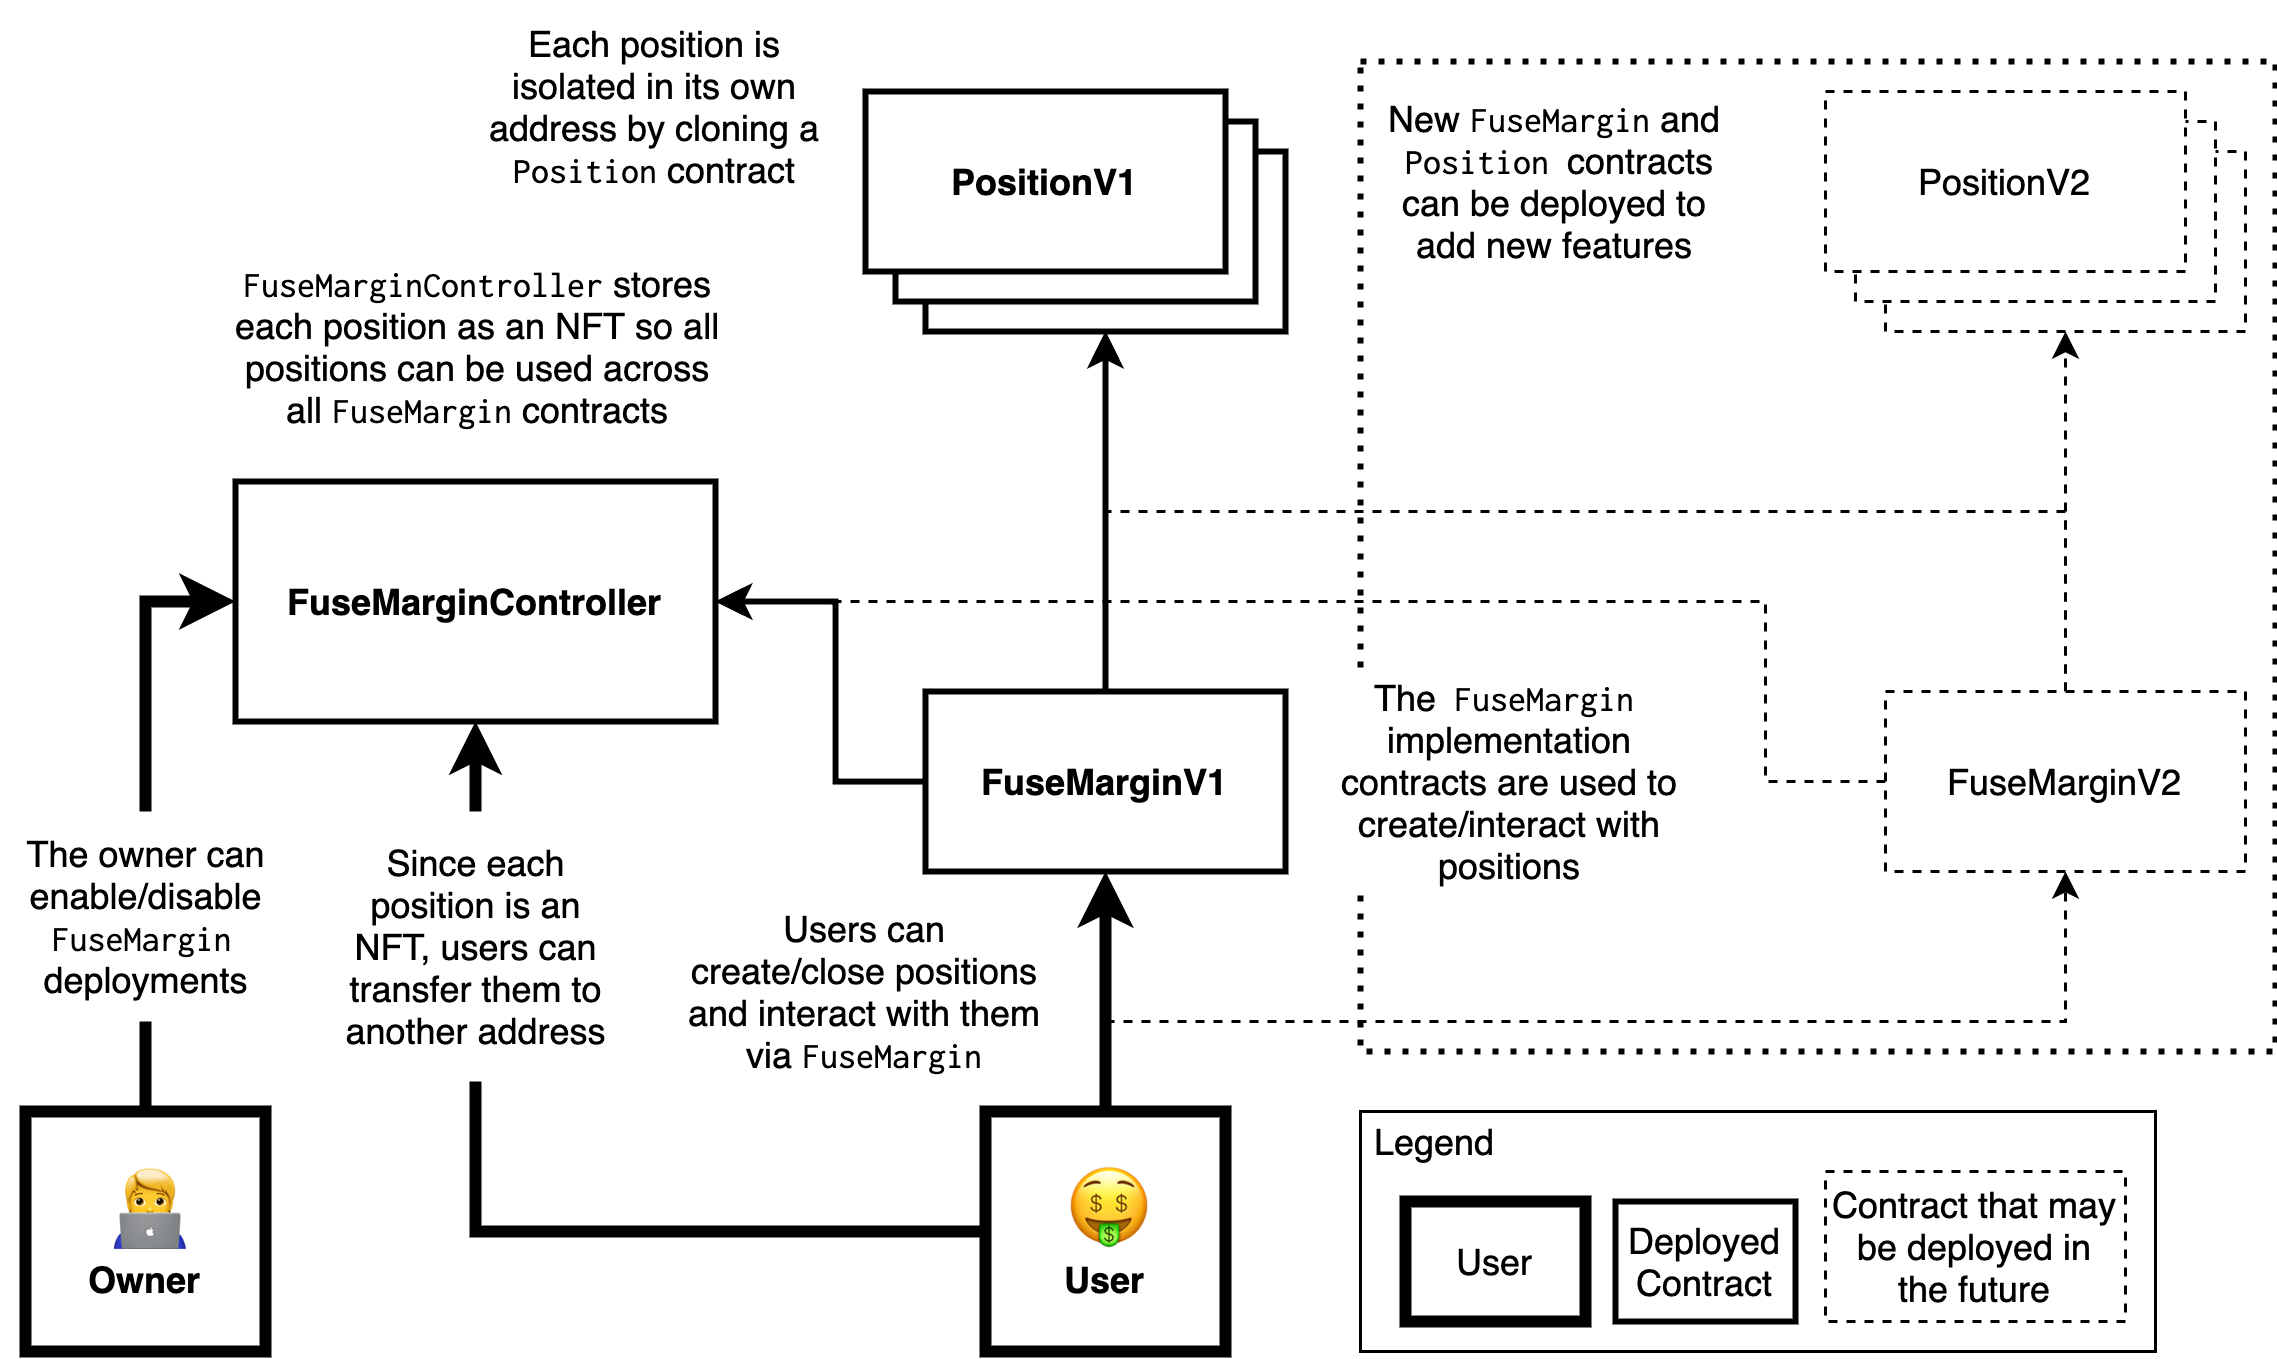 Each position is
isolated in its own
address by cloning a
Position contract
PositionV1
New FuseMargin and
Position contracts
can be deployed to
add new features
PositionV2
FuseMarginController stores
each position as an NFT so all
positions can be used across
all FuseMargin contracts
FuseMarginController
The FuseMargin
implementation
contracts are used to
create/interact with
positions
FuseMarginV1
FuseMarginV2
The owner can
enable/disable
FuseMargin
deployments
Since each
position is an
NFT, users can
transfer them to
another address
Users can
create/close positions
and interact with them
via FuseMargin
Owner
$ $
$
User
Legend
User
Deployed
Contract
Contract that may
be deployed in
the future